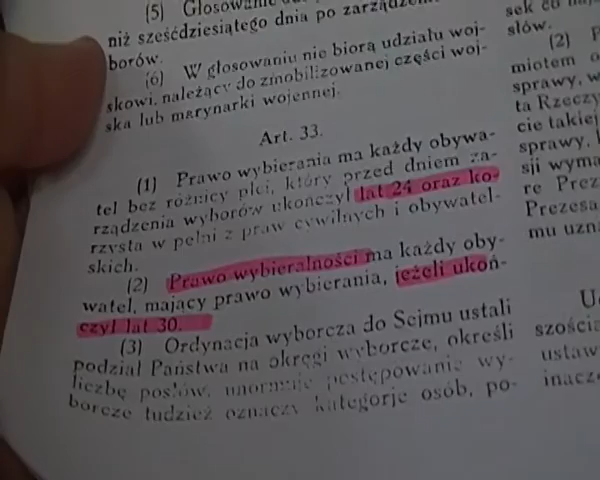 (5) Głosowanie
niż sześćdziesiątego dnia po zarządzeniu
borów.
(6) W głosowaniu nie biorą udziału woj-
skowi, należący do zmobilizowanej części woj-
ska lub marynarki wojennej.
Art. 33.
(1) Prawo wybierania ma każdy obywa-
tel bez różnicy płci, który przed dniem za-
rządzenia wyborów ukończył lat 24 oraz ko-
rzysta w pełni z praw cywilnych i obywatel-
skich.
(2) Prawo wybieralności ma każdy oby-
watel, mający prawo wybierania, jeżeli ukoń-
czył lat 30.
(3) Ordynacja wyborcza do Sejmu ustali
podział Państwa na okręgi wyborcze, określi
liczbę posłów, unormuje postępowanie wy-
borcze tudzież oznaczy kategorje osób, po-
słów.
(2) P
miotem o
sprawy, w
ta Rzeczy
cie takiej
sprawy,
sji wyma
re Prez
Prezesa
mu uzn
szościa
ustaw
inacze